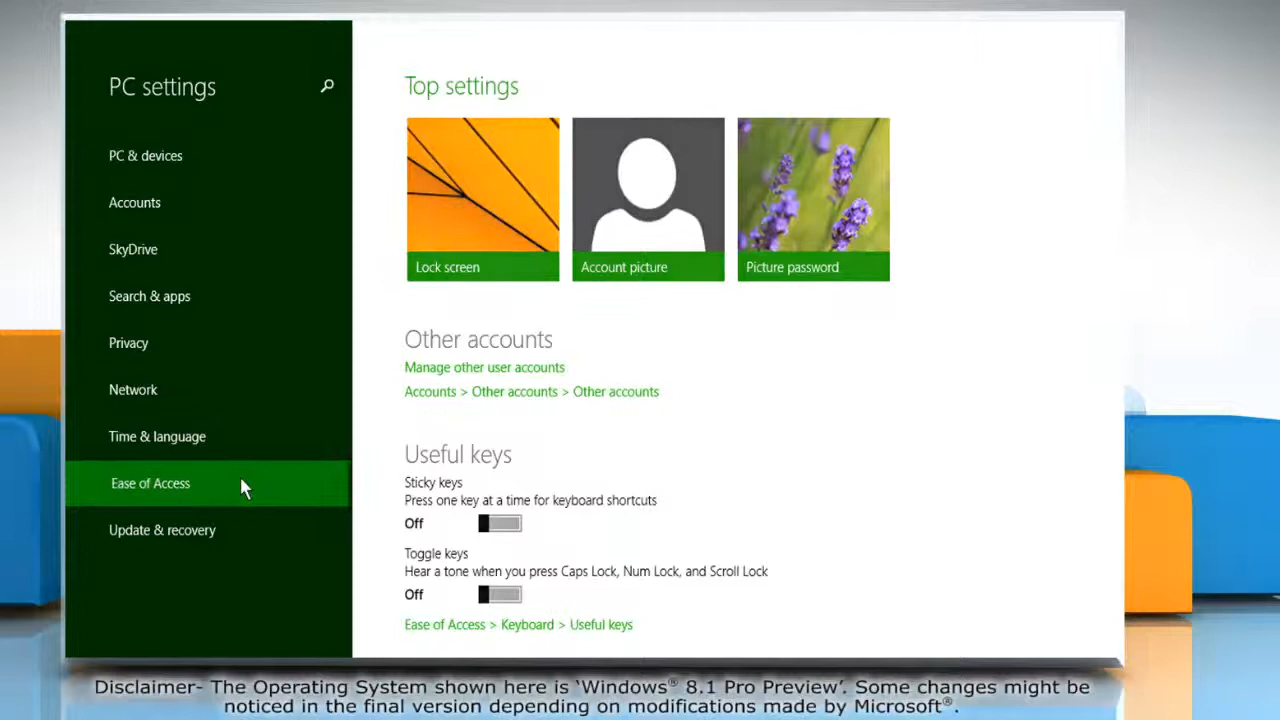 PC settings
PC & devices
Accounts
SkyDrive
Search & apps
Privacy
Network
Time & language
Ease of Access
Update & recovery
Top settings
Lock screen
Account picture
Picture password
Other accounts
Manage other user accounts
Accounts > Other accounts > Other accounts
Useful keys
Sticky keys
Press one key at a time for keyboard shortcuts
Off
Toggle keys
Hear a tone when you press Caps Lock, Num Lock, and Scroll Lock
Off
Ease of Access > Keyboard > Useful keys
Disclaimer- The Operating System shown here is ‘Windows® 8.1 Pro Preview’. Some changes might be
noticed in the final version depending on modifications made by Microsoft®.